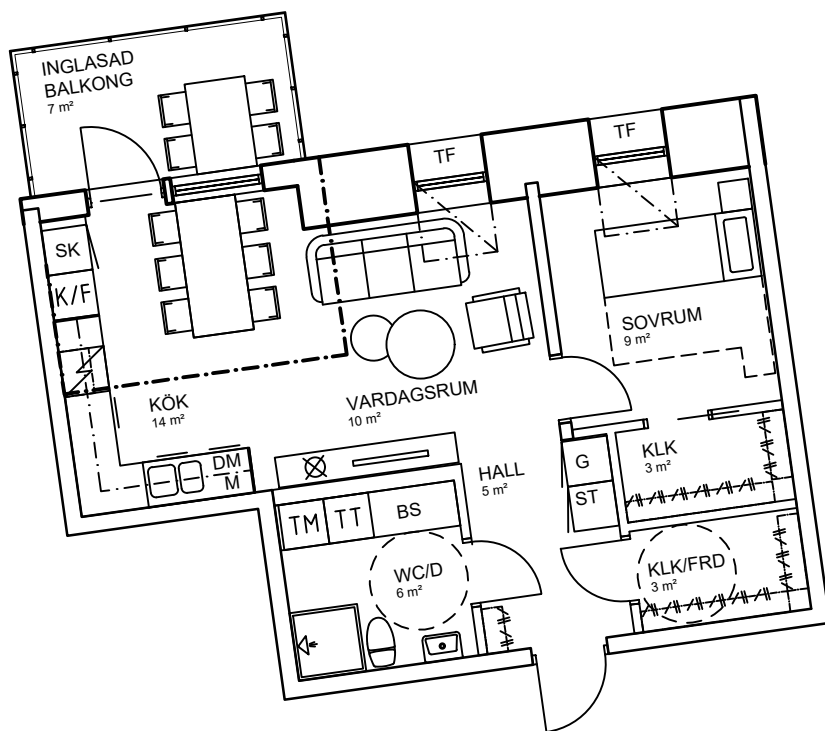 INGLASAD
BALKONG
7 m²
TF
TF
SK
K/F
SOVRUM
9 m²
KÖK
14 m²
VARDAGSRUM
10 m²
DM
M
HALL
5 m²
G
ST
KLK
3 m²
TM
TT
BS
WC/D
6 m²
KLK/FRD
3 m²